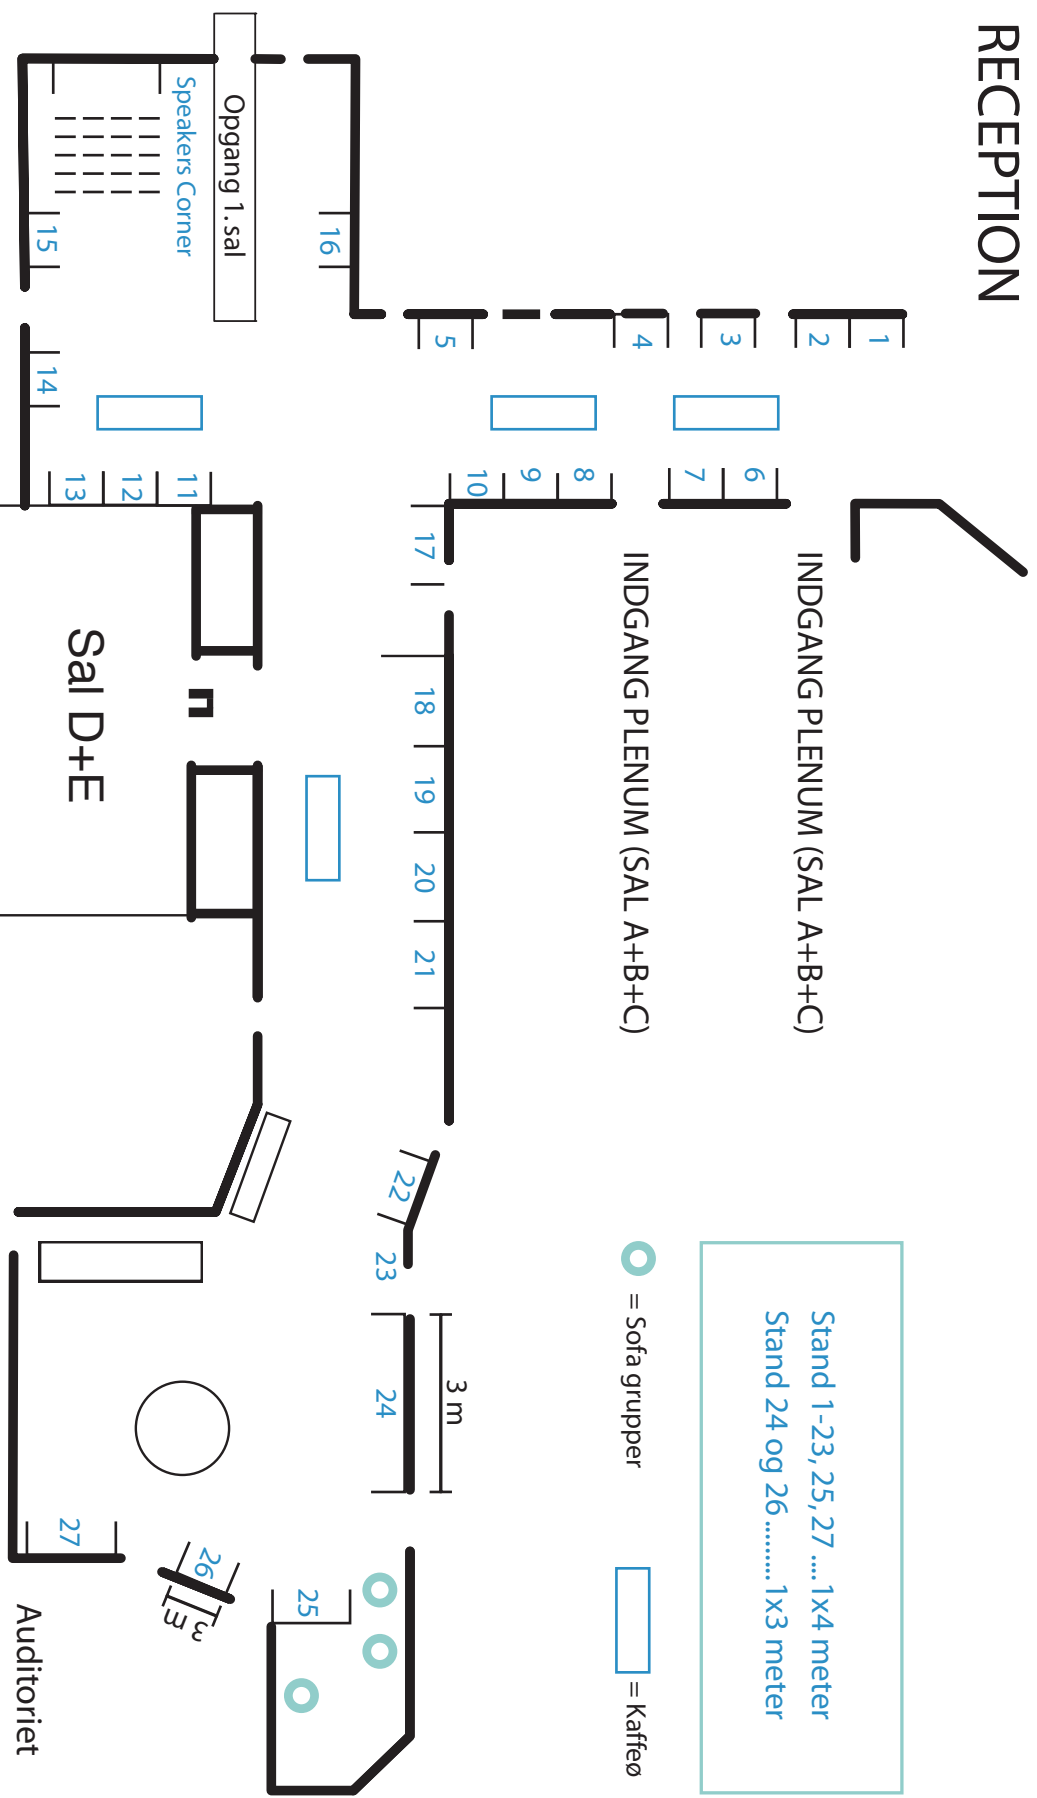 RECEPTION
1
2
3
4
5
6
7
8
9
10
16
Opgang 1. sal
Speakers Corner
15
14
11
12
13
17
18
19
20
21
22
23
24
3 m
25
26
3 m
27
INDGANG PLENUM (SAL A+B+C)
INDGANG PLENUM (SAL A+B+C)
Sal D+E
Auditoriet
Stand 1-23, 25, 27 .... 1x4 meter
Stand 24 og 26 ......... 1x3 meter
= Sofa grupper
= Kaffeø